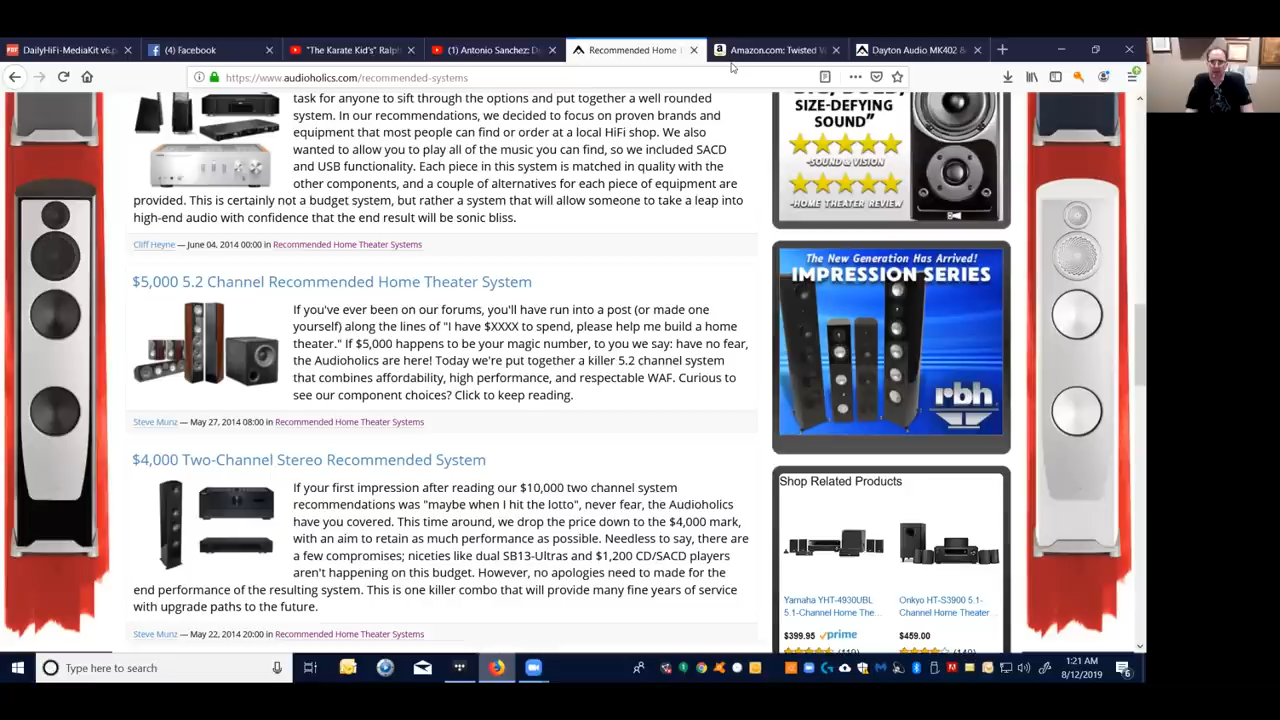 DailyHiFi-MediaKit v6.p
(4) Facebook
"The Karate Kid's" Ralph
(1) Antonio Sanchez: D
Recommended Home
Amazon.com: Twisted
Dayton Audio MK402
https://www.audioholics.com/recommended-systems
task for anyone to sift through the options and put together a well rounded
system. In our recommendations, we decided to focus on proven brands and
equipment that most people can find or order at a local HiFi shop. We also
wanted to allow you to play all of the music you can find, so we included SACD
and USB functionality. Each piece in this system is matched in quality with the
other components, and a couple of alternatives for each piece of equipment are
provided. This is certainly not a budget system, but rather a system that will allow someone to take a leap into
high-end audio with confidence that the end result will be sonic bliss.
Cliff Heyne — June 04, 2014 00:00 in Recommended Home Theater Systems
$5,000 5.2 Channel Recommended Home Theater System
If you've ever been on our forums, you'll have run into a post (or made one
yourself) along the lines of "I have $XXXX to spend, please help me build a home
theater." If $5,000 happens to be your magic number, to you we say: have no fear,
the Audioholics are here! Today we're put together a killer 5.2 channel system
that combines affordability, high performance, and respectable WAF. Curious to
see our component choices? Click to keep reading.
Steve Munz — May 27, 2014 08:00 in Recommended Home Theater Systems
$4,000 Two-Channel Stereo Recommended System
If your first impression after reading our $10,000 two channel system
recommendations was "maybe when I hit the lotto", never fear, the Audioholics
have you covered. This time around, we drop the price down to the $4,000 mark,
with an aim to retain as much performance as possible. Needless to say, there
are a few compromises; niceties like dual SB13-Ultras and $1,200 CD/SACD players
aren't happening on this budget. However, no apologies need to made for the
end performance of the resulting system. This is one killer combo that will provide many fine years of service
with upgrade paths to the future.
Steve Munz — May 22, 2014 20:00 in Recommended Home Theater Systems
SIZE-DEFYING
SOUND"
-SOUND & VISION
-HOME THEATER REVIEW
The New Generation Has Arrived!
IMPRESSION SERIES
rbh
Shop Related Products
Yamaha YHT-4930UBL
5.1-Channel Home The...
$399.95 prime
Onkyo HT-S3900 5.1-
Channel Home Theater
$459.00
Type here to search
1:21 AM
8/12/2019
6